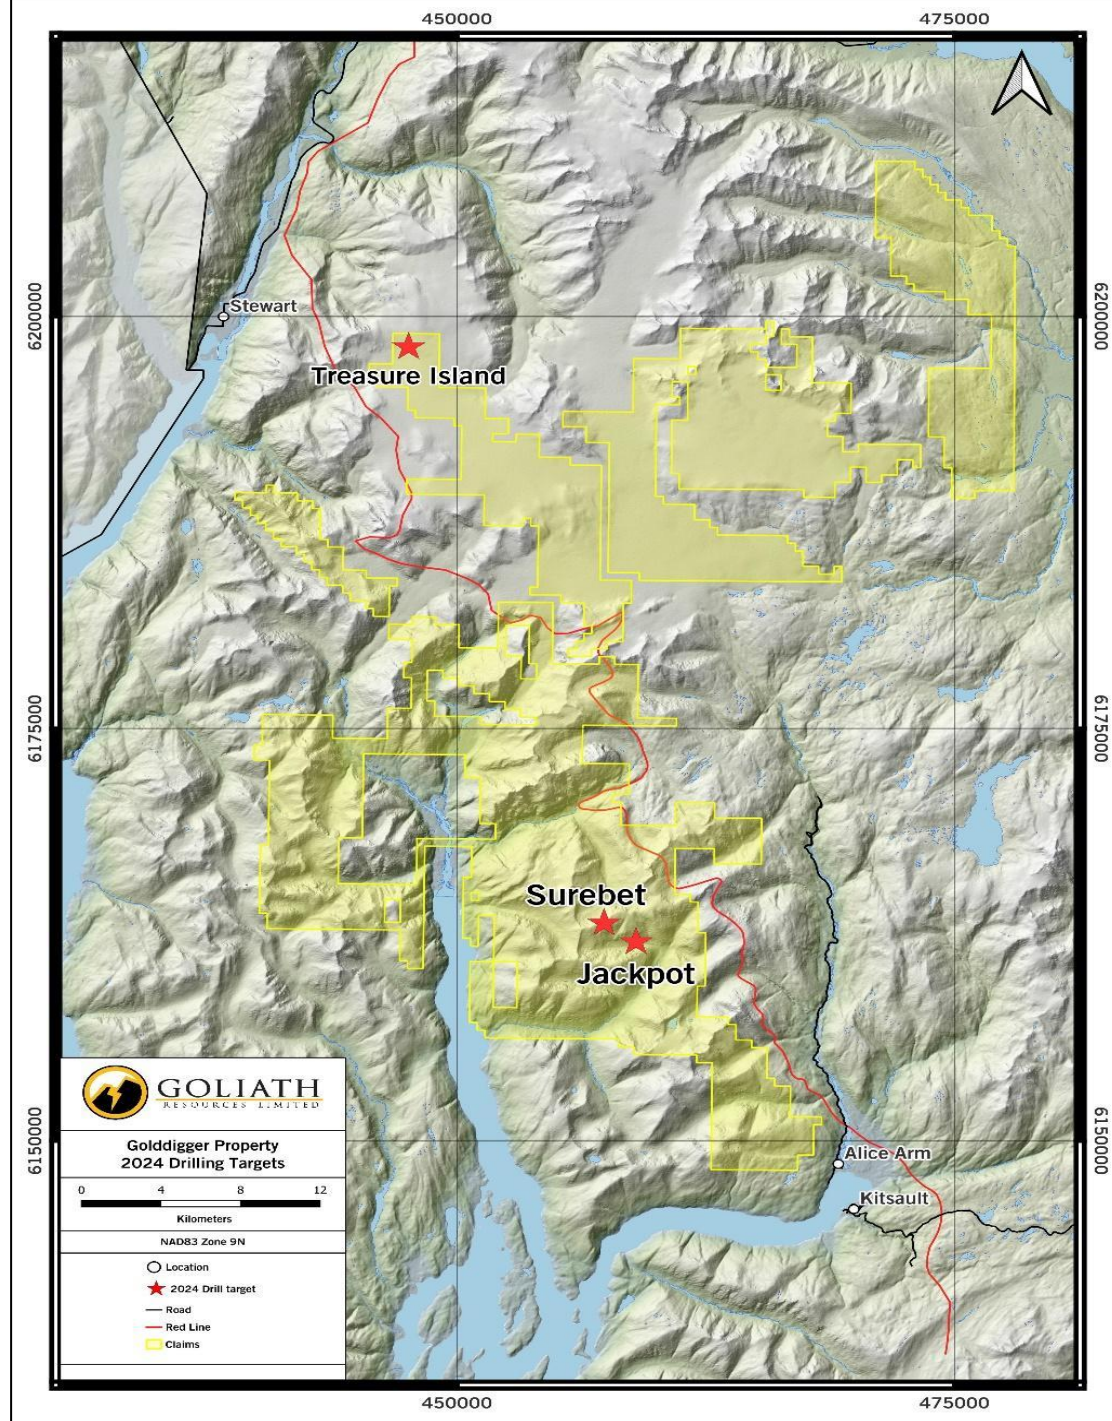 450000
475000
6200000
6200000
Stewart
Treasure Island
6175000
6175000
Surebet
Jackpot
GOLIATH
RESOURCES LIMITED
Golddigger Property
2024 Drilling Targets
0 4 8 12
Kilometers
NAD83 Zone 9N
Location
2024 Drill target
Road
Red Line
Claims
6150000
6150000
Alice Arm
Kitsault
450000
475000